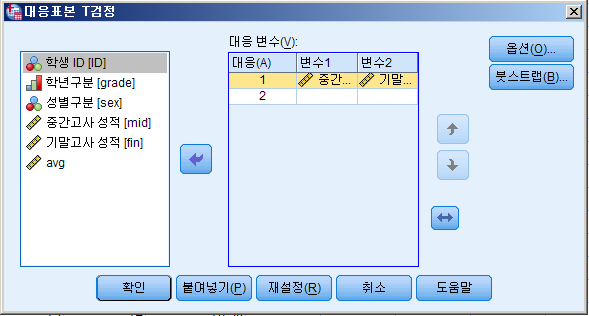 대응표본 T검정
학생 ID [ID]
학년구분 [grade]
성별구분 [sex]
중간고사 성적 [mid]
기말고사 성적 [fin]
avg
대응 변수(V):
대응(A) 변수1 변수2
1 중간... 기말...
2
옵션(O)...
붓스트랩(B)...
확인 붙여넣기(P) 재설정(R) 취소 도움말